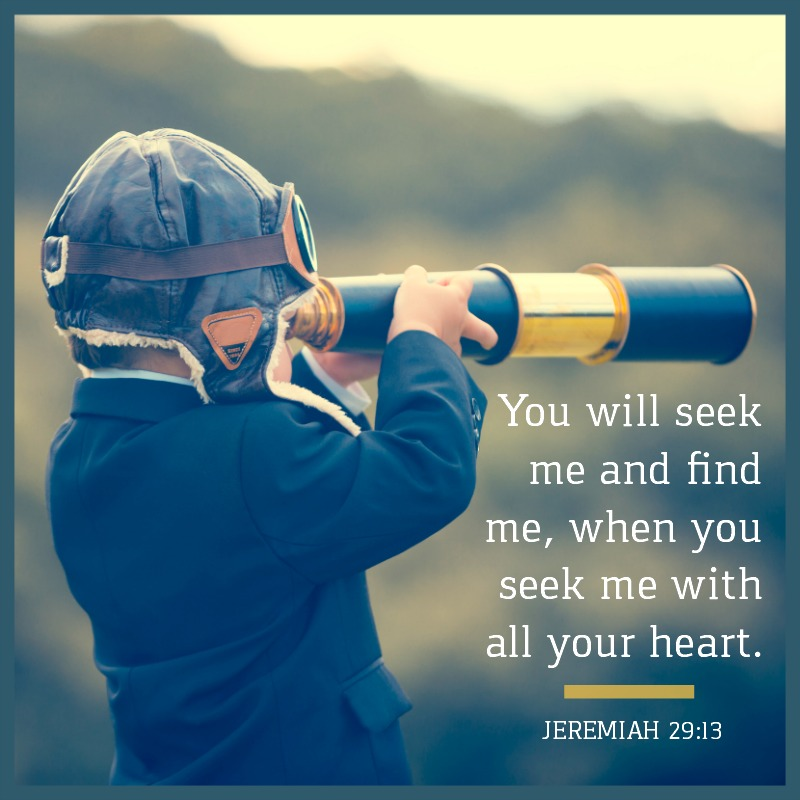 You will seek
me and find
me, when you
seek me with
all your heart.
JEREMIAH 29:13